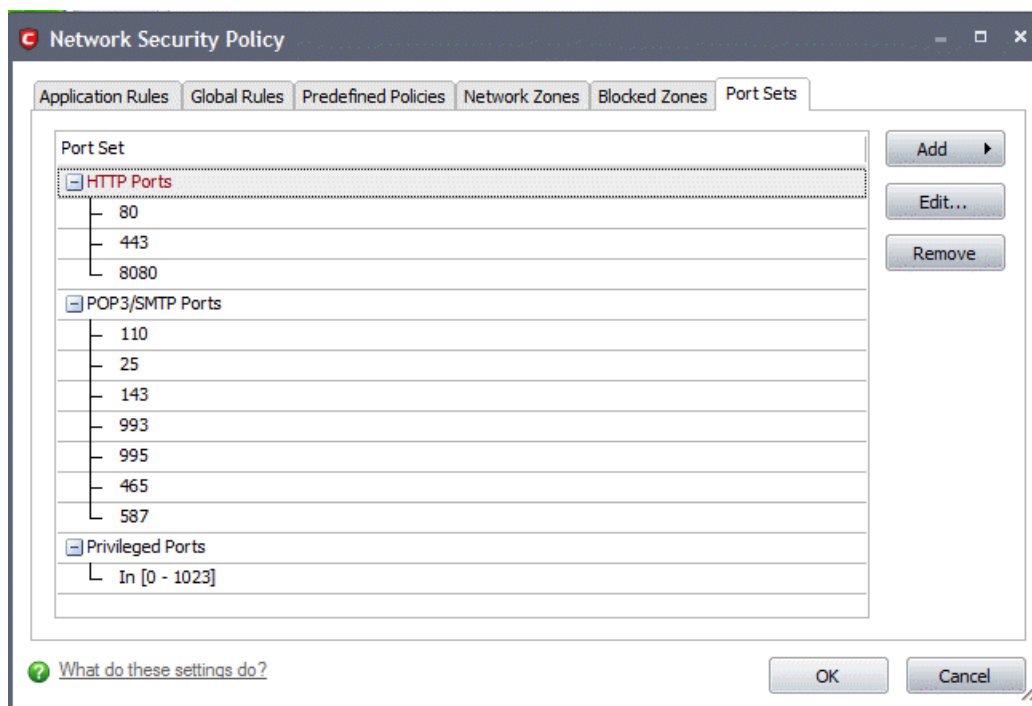 Network Security Policy
Application Rules Global Rules Predefined Policies Network Zones Blocked Zones Port Sets
Port Set
HTTP Ports
80
443
8080
POP3/SMTP Ports
110
25
143
993
995
465
587
Privileged Ports
In [0 - 1023]
Add
Edit...
Remove
What do these settings do?
OK Cancel